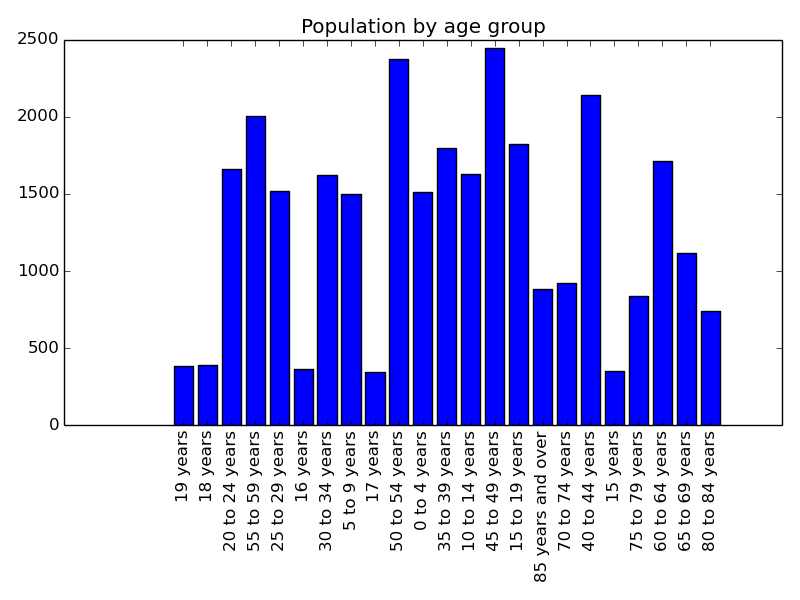 Population by age group
2500
2000
1500
1000
500
0
19 years
18 years
20 to 24 years
55 to 59 years
25 to 29 years
16 years
30 to 34 years
5 to 9 years
17 years
50 to 54 years
0 to 4 years
35 to 39 years
10 to 14 years
45 to 49 years
15 to 19 years
85 years and over
70 to 74 years
40 to 44 years
15 years
75 to 79 years
60 to 64 years
65 to 69 years
80 to 84 years